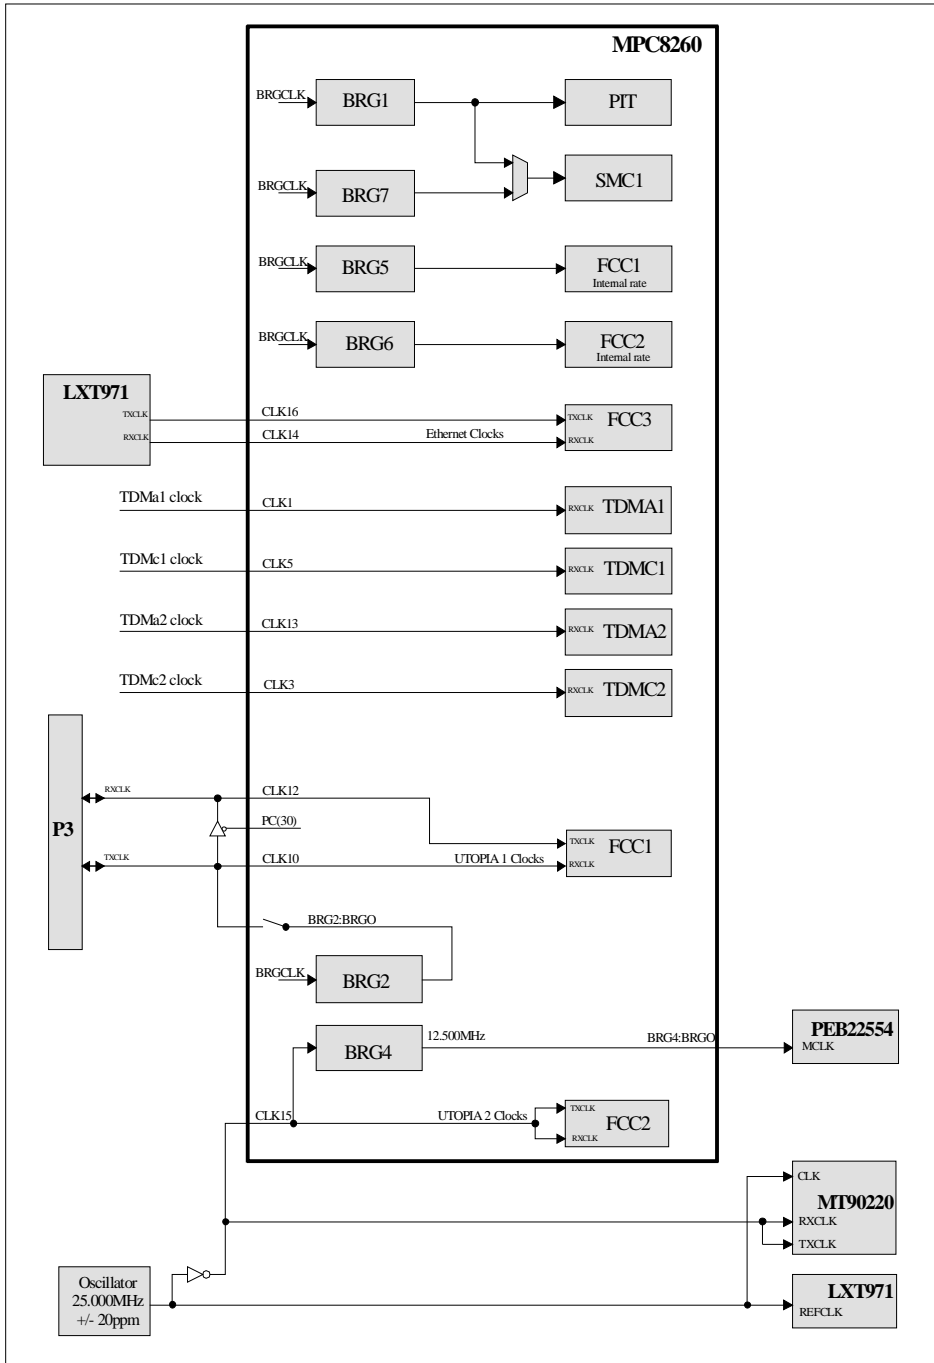 MPC8260
BRGCLK
BRG1
PIT
SMC1
BRGCLK
BRG7
BRGCLK
BRG5
FCC1
Internal rate
BRGCLK
BRG6
FCC2
Internal rate
LXT971
TXCLK
CLK16
TXCLK
FCC3
RXCLK
CLK14
Ethernet Clocks
RXCLK
TDMa1 clock
CLK1
RXCLK
TDMA1
TDMc1 clock
CLK5
RXCLK
TDMC1
TDMa2 clock
CLK13
RXCLK
TDMA2
TDMc2 clock
CLK3
RXCLK
TDMC2
RXCLK
CLK12
P3
PC(30)
TXCLK
FCC1
TXCLK
CLK10
UTOPIA 1 Clocks
RXCLK
BRG2:BRGO
BRGCLK
BRG2
BRG4
12.500MHz
BRG4:BRGO
PEB22554
MCLK
CLK15
UTOPIA 2 Clocks
TXCLK
FCC2
RXCLK
CLK
MT90220
RXCLK
TXCLK
Oscillator
25.000MHz
+/- 20ppm
LXT971
REFCLK